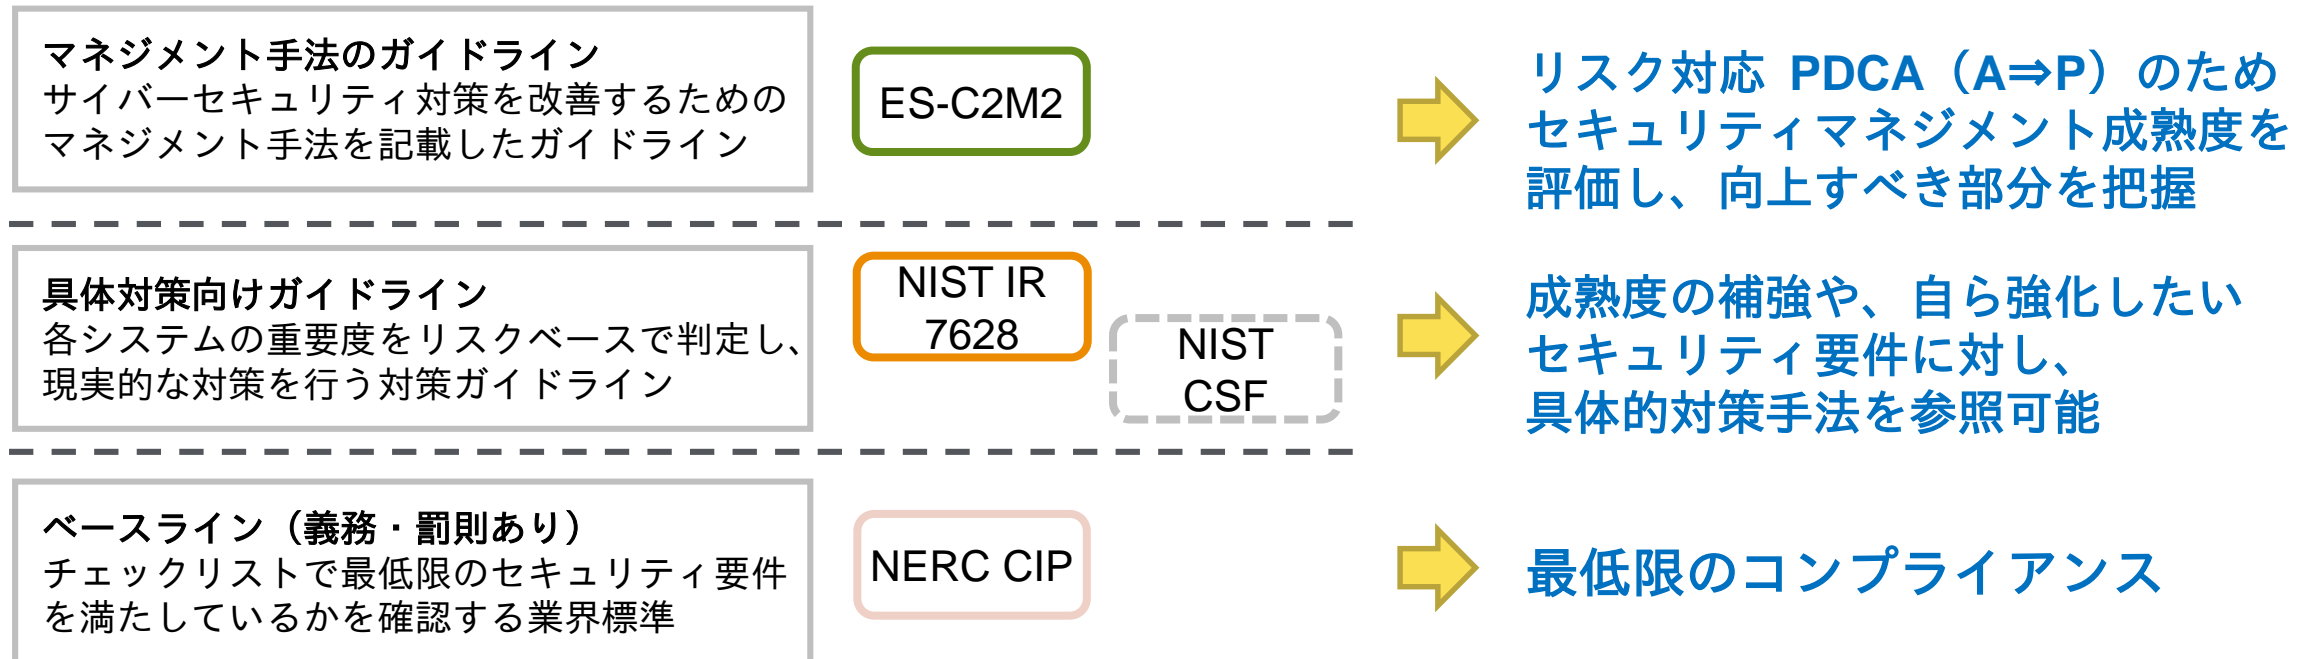 マネジメント手法のガイドライン
サイバーセキュリティ対策を改善するための
マネジメント手法を記載したガイドライン
ES-C2M2
リスク対応 PDCA（A⇒P）のため
セキュリティマネジメント成熟度を
評価し、向上すべき部分を把握
具体対策向けガイドライン
各システムの重要度をリスクベースで判定し、
現実的な対策を行う対策ガイドライン
NIST IR
7628
NIST
CSF
成熟度の補強や、自ら強化したい
セキュリティ要件に対し、
具体的対策手法を参照可能
ベースライン（義務・罰則あり）
チェックリストで最低限のセキュリティ要件
を満たしているかを確認する業界標準
NERC CIP
最低限のコンプライアンス